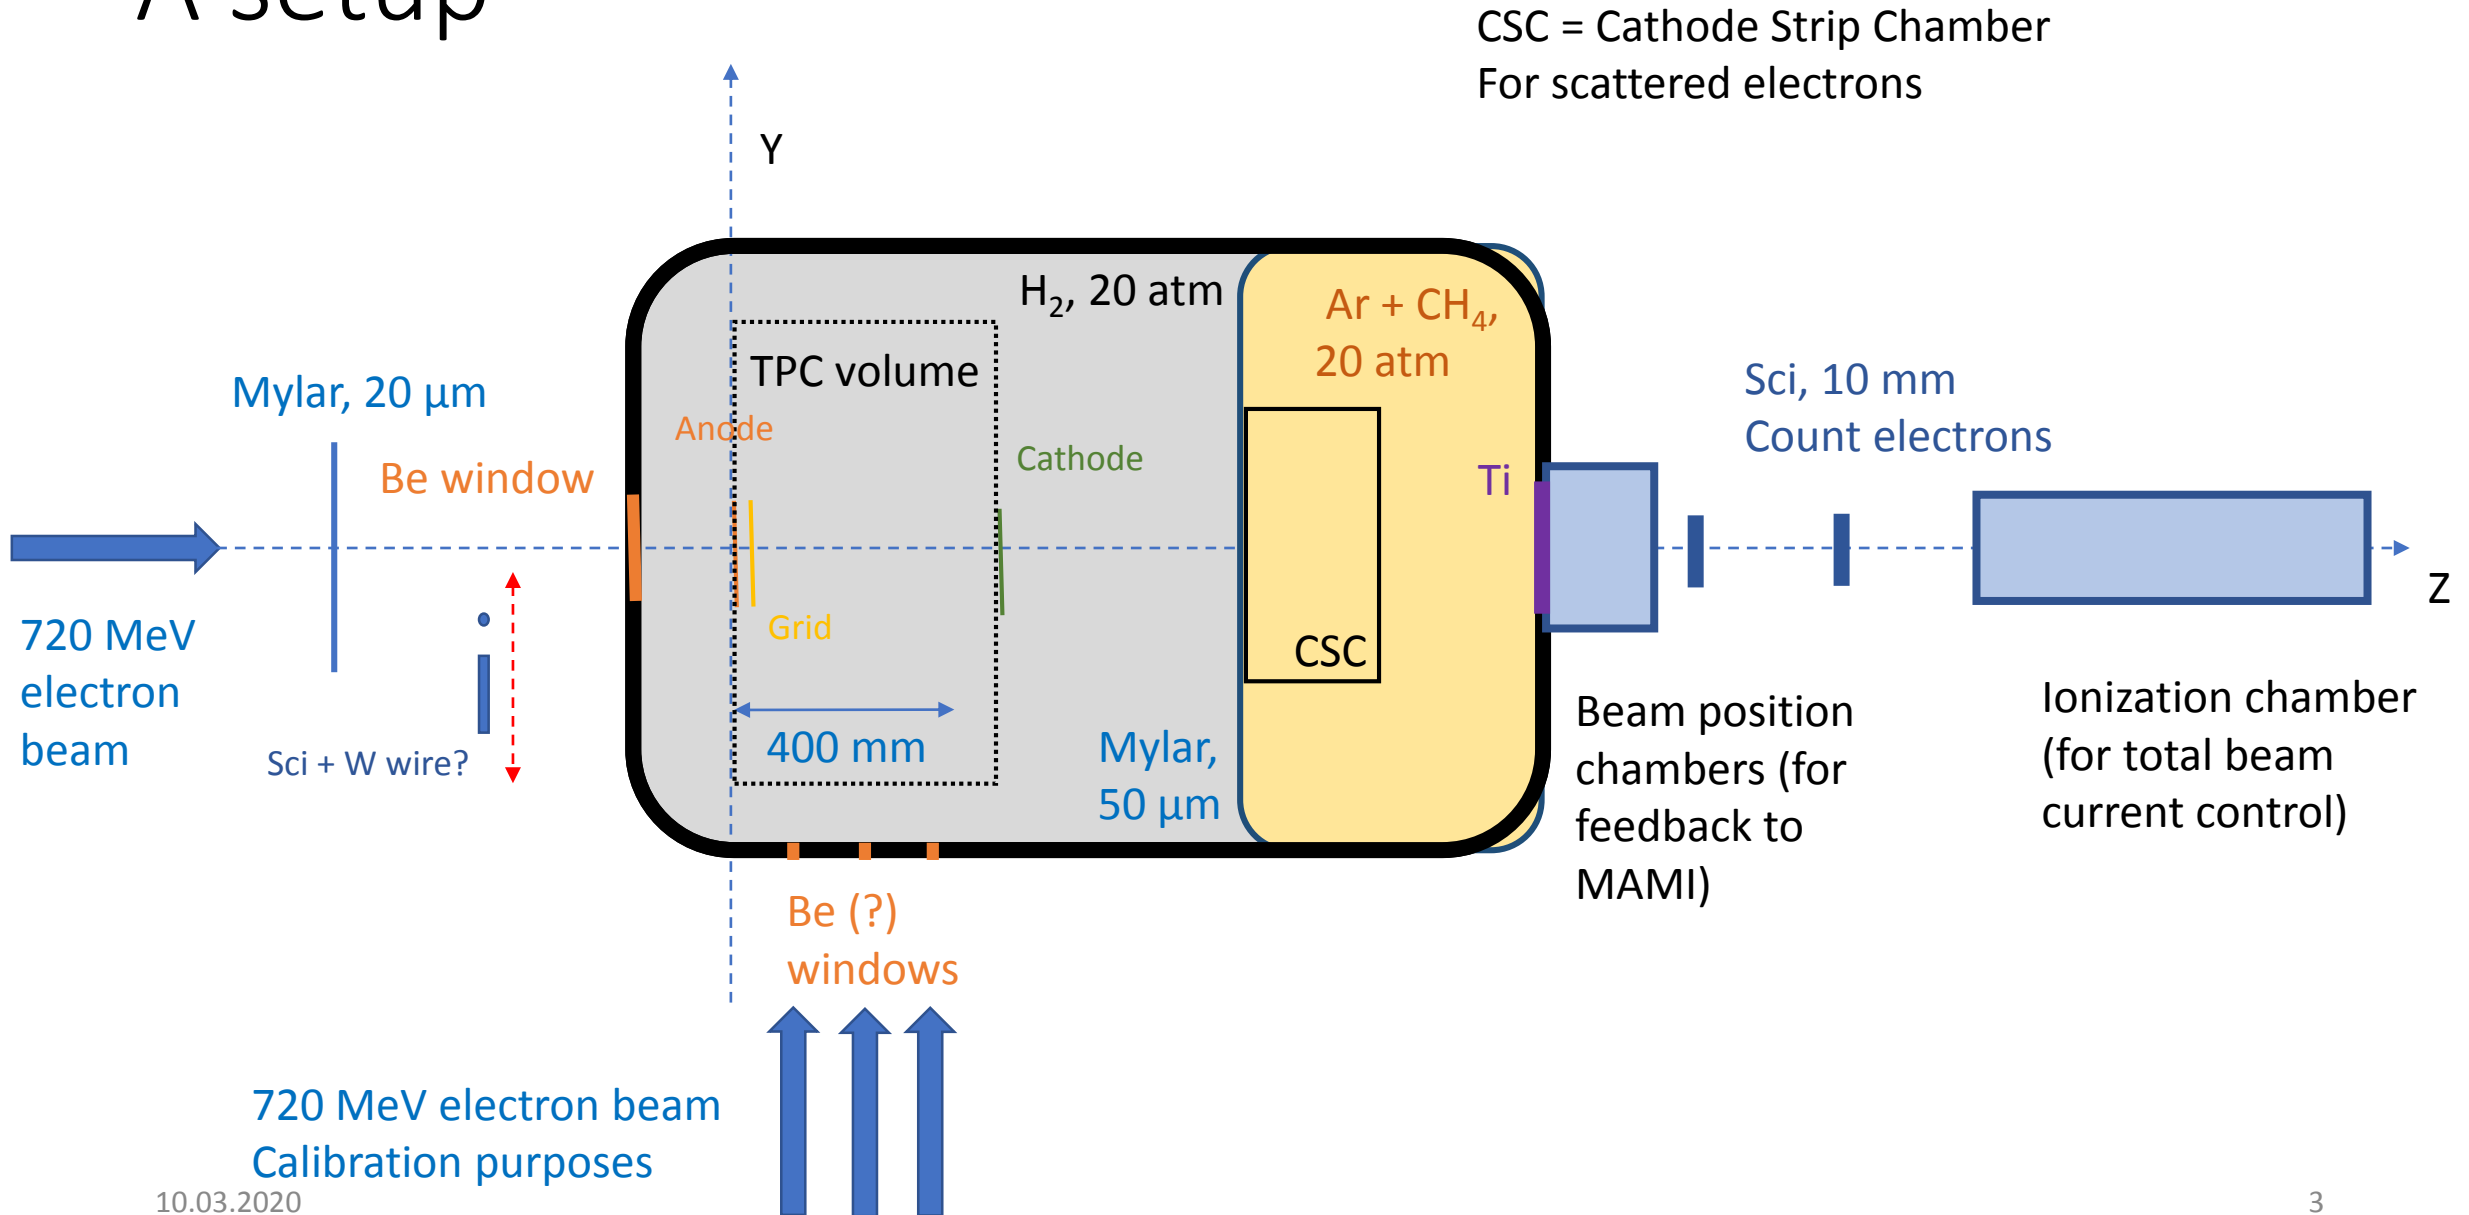 A setup
CSC = Cathode Strip Chamber
For scattered electrons
Y
H₂, 20 atm
Ar + CH₄,
20 atm
TPC volume
Mylar, 20 μm
Anode
Be window
Cathode
Ti
Sci, 10 mm
Count electrons
Z
Grid
CSC
720 MeV
electron
beam
Sci + W wire?
400 mm
Mylar,
50 μm
Beam position
chambers (for
feedback to
MAMI)
Ionization chamber
(for total beam
current control)
Be (?)
windows
720 MeV electron beam
Calibration purposes
10.03.2020
3